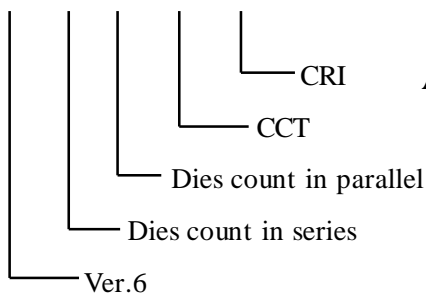 CRI
CCT
Dies count in parallel
Dies count in series
Ver.6